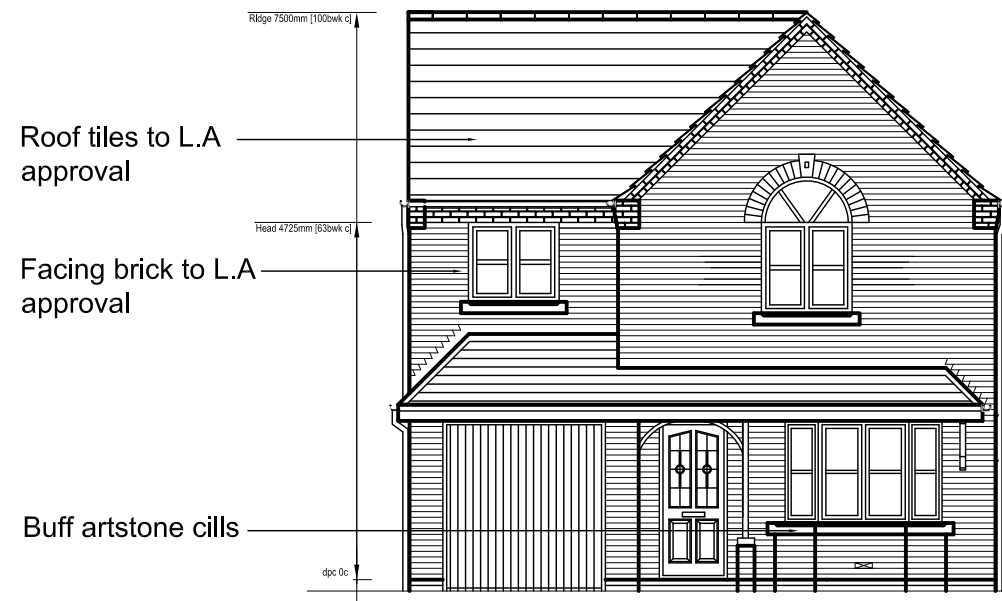 Ridge 7500mm [100bwk c]
Roof tiles to L.A
approval
Head 4725mm [63bwk c]
Facing brick to L.A
approval
Buff artstone cills
dpc 0c